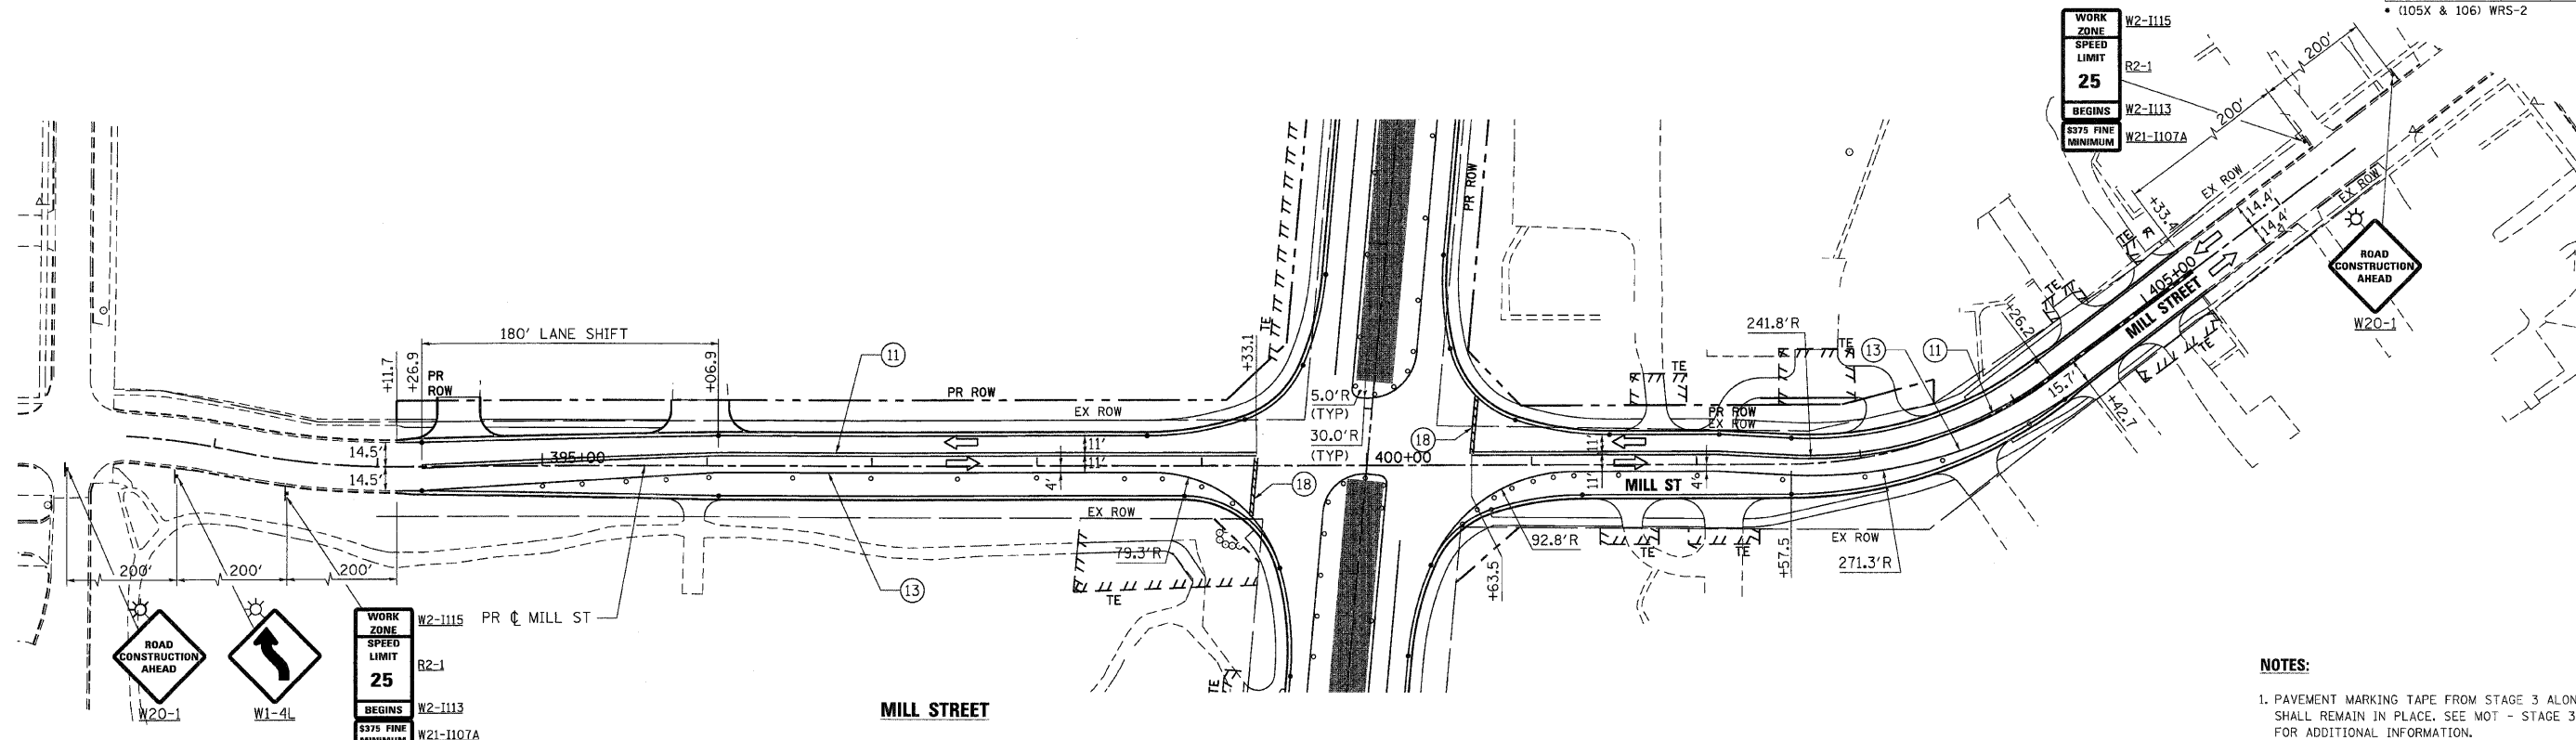 * (105X & 106) WRS-2
WORK
ZONE
SPEED
LIMIT
25
BEGINS
$375 FINE
MINIMUM
W2-I115
R2-1
W2-I113
W21-I107A
200'
200'
EX ROW
EX ROW
+33.4
14.4'
14.4'
TE
TE
405+00
MILL STREET
ROAD
CONSTRUCTION
AHEAD
W20-1
PR ROW
TE
180' LANE SHIFT
+11.7
+26.9
+06.9
+33.1
11
PR
ROW
PR ROW
EX ROW
14.5'
14.5'
395+00
11'
11'
4'
5.0'R
(TYP)
30.0'R
(TYP)
18
400+00
18
241.8'R
13
11
TE
TE
PR ROW
EX ROW
11'
11'
MILL ST
+26.2
15.7'
+42.7
TE
EX ROW
79.3'R
13
TE
TE
92.8'R
+63.5
TE
TE
+57.5
EX ROW
271.3'R
200'
200'
200'
PR ℄ MILL ST
ROAD
CONSTRUCTION
AHEAD
W20-1
W1-4L
WORK
ZONE
SPEED
LIMIT
25
BEGINS
$375 FINE
MINIMUM
W2-I115
R2-1
W2-I113
W21-I107A
MILL STREET
NOTES:
1. PAVEMENT MARKING TAPE FROM STAGE 3 ALON
SHALL REMAIN IN PLACE. SEE MOT - STAGE 3
FOR ADDITIONAL INFORMATION.